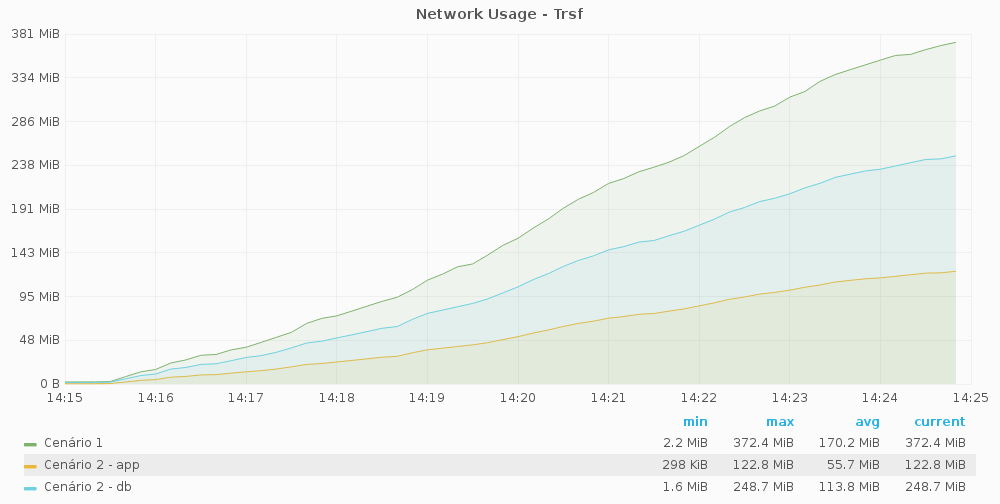 Network Usage - Trsf
381 MiB
334 MiB
286 MiB
238 MiB
191 MiB
143 MiB
95 MiB
48 MiB
0 B
14:15 14:16 14:17 14:18 14:19 14:20 14:21 14:22 14:23 14:24 14:25
min max avg current
Cenário 1 2.2 MiB 372.4 MiB 170.2 MiB 372.4 MiB
Cenário 2 - app 298 KiB 122.8 MiB 55.7 MiB 122.8 MiB
Cenário 2 - db 1.6 MiB 248.7 MiB 113.8 MiB 248.7 MiB